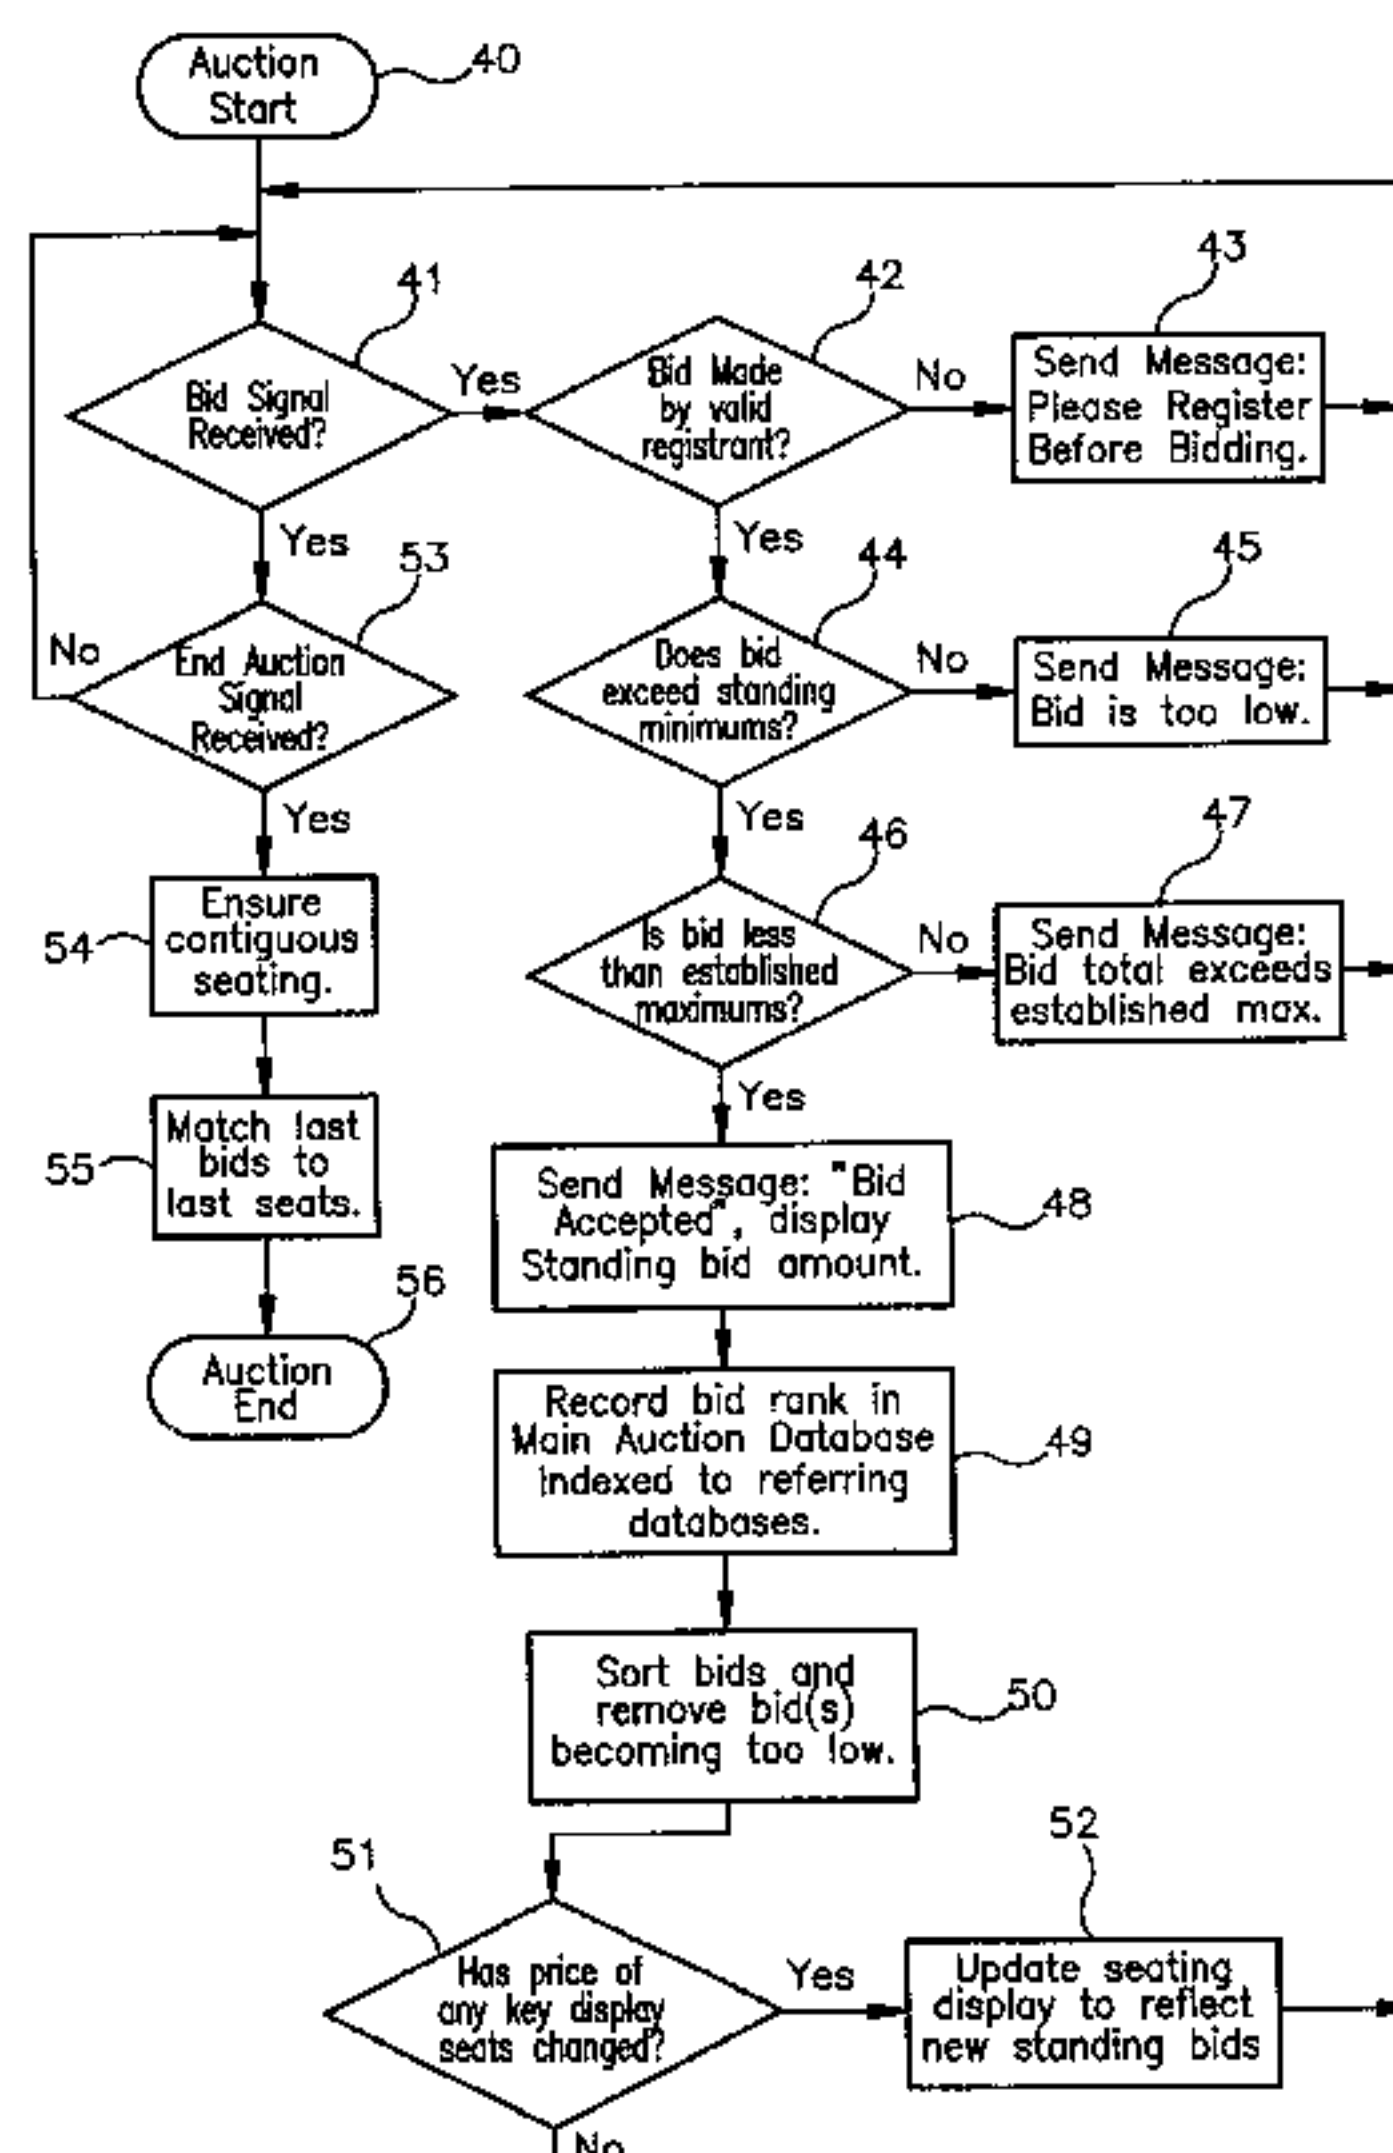 Auction
Start
40
41
Bid Signal
Received?
Yes
Yes
42
Bid Made
by valid
registrant?
No
Yes
43
Send Message:
Please Register
Before Bidding.
53
End Auction
Signal
Received?
No
Yes
44
Does bid
exceed standing
minimums?
No
Yes
45
Send Message:
Bid is too low.
54
Ensure
contiguous
seating.
46
Is bid less
than established
maximums?
No
Yes
47
Send Message:
Bid total exceeds
established max.
55
Match last
bids to
last seats.
48
Send Message: "Bid
Accepted", display
Standing bid amount.
56
Auction
End
49
Record bid rank in
Main Auction Database
indexed to referring
databases.
50
Sort bids and
remove bid(s)
becoming too low.
51
Has price of
any key display
seats changed?
Yes
No
52
Update seating
display to reflect
new standing bids